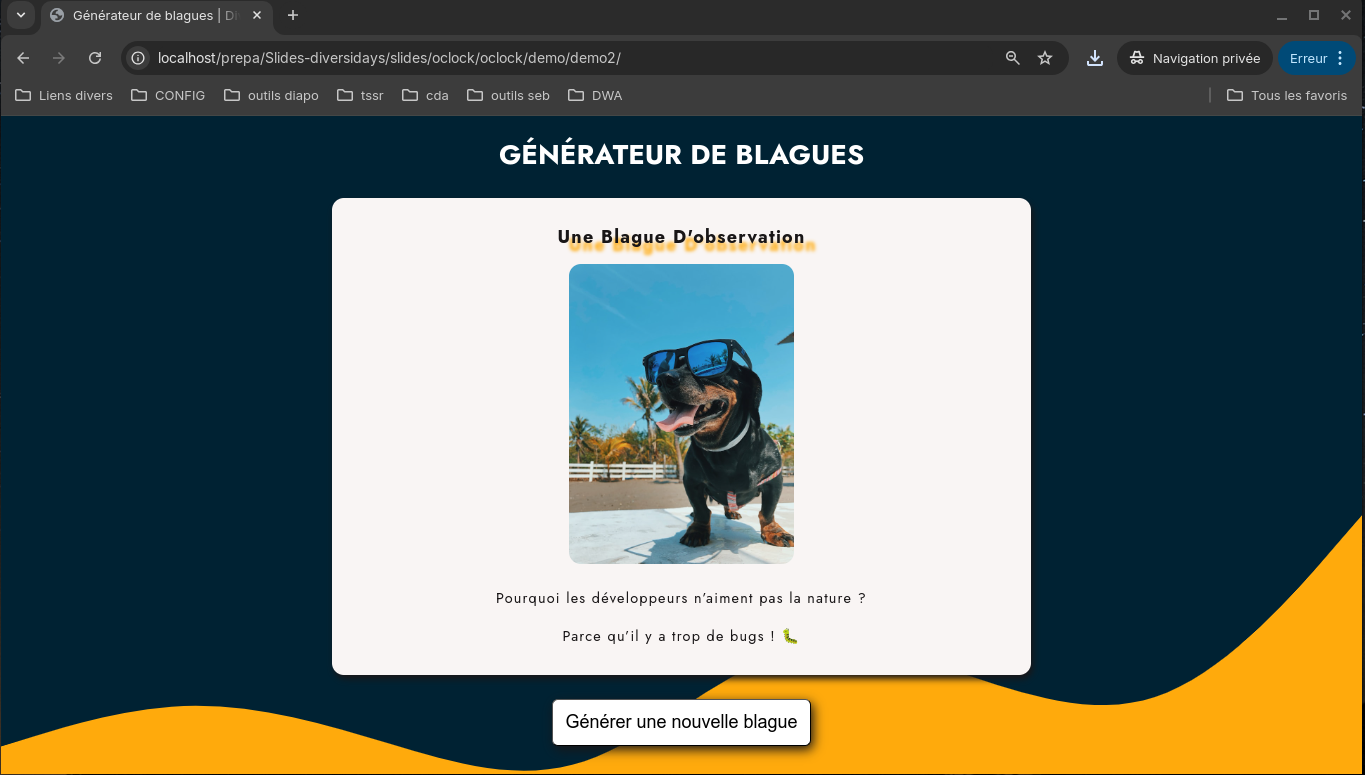 Générateur de blagues | Di
localhost/prepa/Slides-diversidays/slides/oclock/oclock/demo/demo2/
Navigation privée
Erreur
Liens divers
CONFIG
outils diapo
tssr
cda
outils seb
DWA
Tous les favoris
GÉNÉRATEUR DE BLAGUES
Une Blague D'observation
Pourquoi les développeurs n'aiment pas la nature ?
Parce qu'il y a trop de bugs ! 🐛
Générer une nouvelle blague